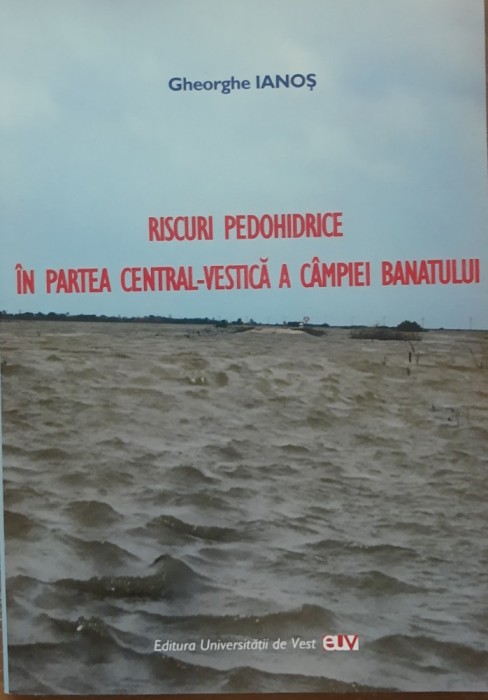 Gheorghe IANOȘ
RISCURI PEDOHIDRICE
ÎN PARTEA CENTRAL-VESTICĂ A CÂMPIEI BANATULUI
Editura Universității de Vest EUV